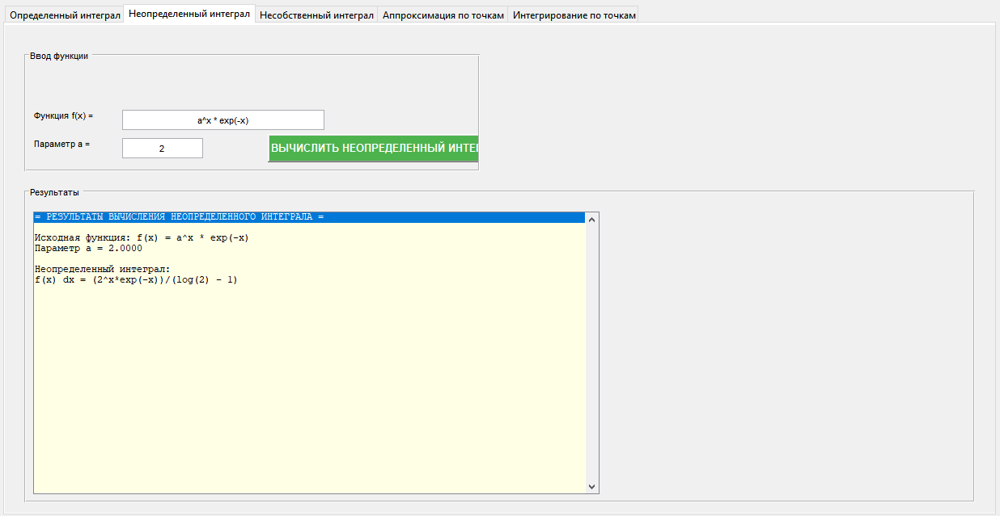 Определенный интеграл Неопределенный интеграл Несобственный интеграл Аппроксимация по точкам Интегрирование по точкам
Ввод функции
Функция f(x) = a^x * exp(-x)
Параметр a = 2 ВЫЧИСЛИТЬ НЕОПРЕДЕЛЕННЫЙ ИНТЕГ
Результаты
= РЕЗУЛЬТАТЫ ВЫЧИСЛЕНИЯ НЕОПРЕДЕЛЕННОГО ИНТЕГРАЛА =
Исходная функция: f(x) = a^x * exp(-x)
Параметр a = 2.0000
Неопределенный интеграл:
f(x) dx = (2^x*exp(-x))/(log(2) - 1)